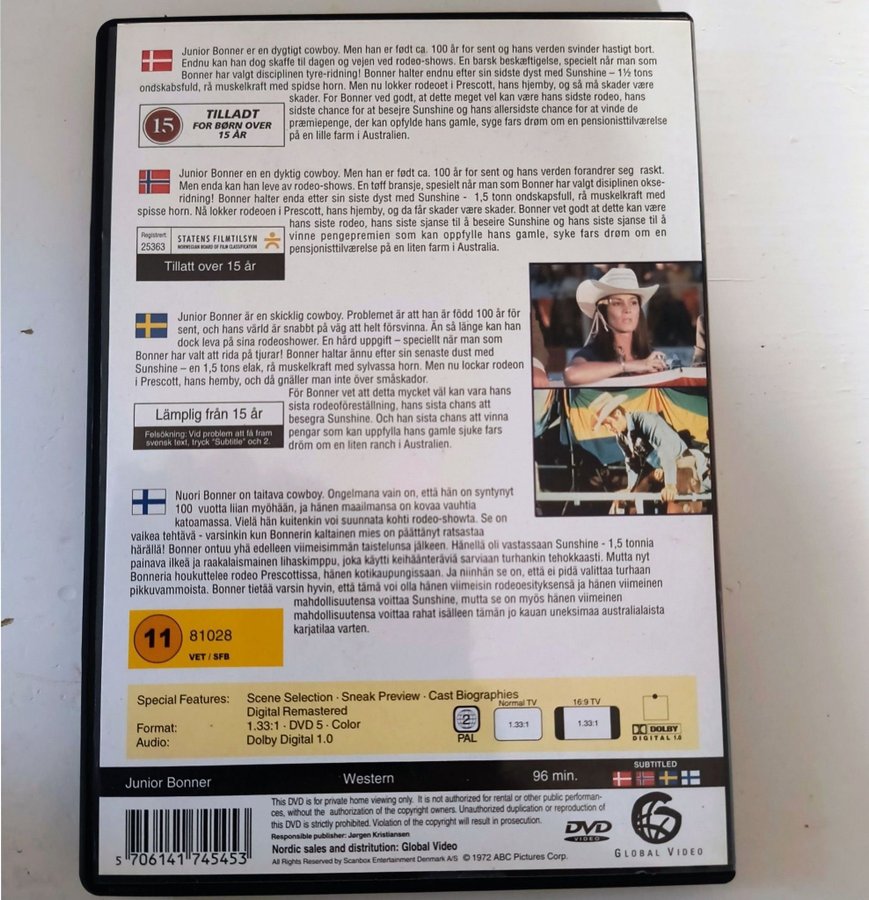 Junior Bonner er en dygtigt cowboy. Men han er født ca. 100 år for sent og hans verden svinder hastigt bort.
Endnu kan han dog skaffe til dagen og vejen ved rodeo-shows. En barsk beskæftigelse, specielt når man som
Bonner har valgt disciplinen tyre-ridning! Bonner halter endnu efter sin sidste dyst med Sunshine – 1½ tons
ondskabsfuld, rå muskelkraft med spidse horn. Men nu lokker rodeoet i Prescott, hans hjemby, og så må skader være
skader. For Bonner ved godt, at dette meget vel kan være hans sidste rodeo, hans
sidste chance for at besejre Sunshine og hans allersidste chance for at vinde de
præmiepenge, der kan opfylde hans gamle, syge fars drøm om en pensionisttilværelse
på en lille farm i Australien.
15
TILLADT
FOR BØRN OVER
15 ÅR
Junior Bonner en en dyktig cowboy. Men han er født ca. 100 år for sent og hans verden forandrer seg raskt.
Men enda kan han leve av rodeo-shows. En tøff bransje, spesielt når man som Bonner har valgt disiplinen okse-
ridning! Bonner halter enda etter sin siste dyst med Sunshine - 1,5 tonn ondskapsfull, rå muskelkraft med
spisse horn. Nå lokker rodeoen i Prescott, hans hjemby, og da får skader være skader. Bonner vet godt at dette kan være
hans siste rodeo, hans siste sjanse til å beseire Sunshine og hans siste sjanse til å
vinne pengepremien som kan oppfylle hans gamle, syke fars drøm om en
pensjonisttilværelse på en liten farm i Australia.
Registrert
25363
STATENS FILMTILSYN
NORWEGIAN BOARD OF FILM CLASSIFICATION
Tillatt over 15 år
Junior Bonner är en skicklig cowboy. Problemet är att han är född 100 år för
sent, och hans värld är snabbt på väg att helt försvinna. Än så länge kan han
dock leva på sina rodeoshower. En hård uppgift – speciellt när man som
Bonner har valt att rida på tjurar! Bonner haltar ännu efter sin senaste dust med
Sunshine – en 1,5 tons elak, rå muskelkraft med sylvassa horn. Men nu lockar rodeon
i Prescott, hans hemby, och då gnäller man inte över småskador.
För Bonner vet att detta mycket väl kan vara hans
sista rodeoföreställning, hans sista chans att
besegra Sunshine. Och han sista chans att vinna
pengar som kan uppfylla hans gamle sjuke fars
dröm om en liten ranch i Australien.
Lämplig från 15 år
Felsökning: Vid problem att få fram
svensk text, tryck "Subtitle" och 2.
Nuori Bonner on taitava cowboy. Ongelmana vain on, että hän on syntynyt
100 vuotta liian myöhään, ja hänen maailmansa on kovaa vauhtia
katoamassa. Vielä hän kuitenkin voi suunnata kohti rodeo-showta. Se on
vaikea tehtävä - varsinkin kun Bonnerin kaltainen mies on päättänyt ratsastaa
härällä! Bonner ontuu yhä edelleen viimeisimmän taistelunsa jälkeen. Hänellä oli vastassaan Sunshine - 1,5 tonnia
painava ilkeä ja raakalaismainen lihaskimppu, joka käytti keihäänteräviä sarviaan turhankin tehokkaasti. Mutta nyt
Bonneria houkuttelee rodeo Prescottissa, hänen kotikaupungissaan. Ja niinhän se on, että ei pidä valittaa turhaan
pikkuvammoista. Bonner tietää varsin hyvin, että tämä voi olla hänen viimeisin rodeoesityksensä ja hänen viimeinen
mahdollisuutensa voittaa Sunshine, mutta se on myös hänen viimeinen
mahdollisuutensa voittaa rahat isälleen tämän jo kauan uneksimaa australialaista
karjatilaa varten.
11
81028
VET / SFB
Special Features: Scene Selection · Sneak Preview · Cast Biographies
Digital Remastered
Format: 1.33:1 · DVD 5 · Color
Audio: Dolby Digital 1.0
2
PAL
Normal TV
1.33:1
16:9 TV
1.33:1
DOLBY
DIGITAL 1.0
Junior Bonner Western 96 min.
SUBTITLED
This DVD is for private home viewing only. It is not authorized for rental or other public performan-
ces, without the authorization of the copyright owners. Unauthorized duplication or reproduction of
this DVD is strictly prohibited. Violation of the copyright will result in prosecution.
Responsible publisher: Jørgen Kristiansen
Nordic sales and distribution: Global Video
All Rights Reserved by Scanbox Entertainment Denmark A/S © 1972 ABC Pictures Corp.
DVD
VIDEO
GLOBAL VIDEO
5 706141 745453